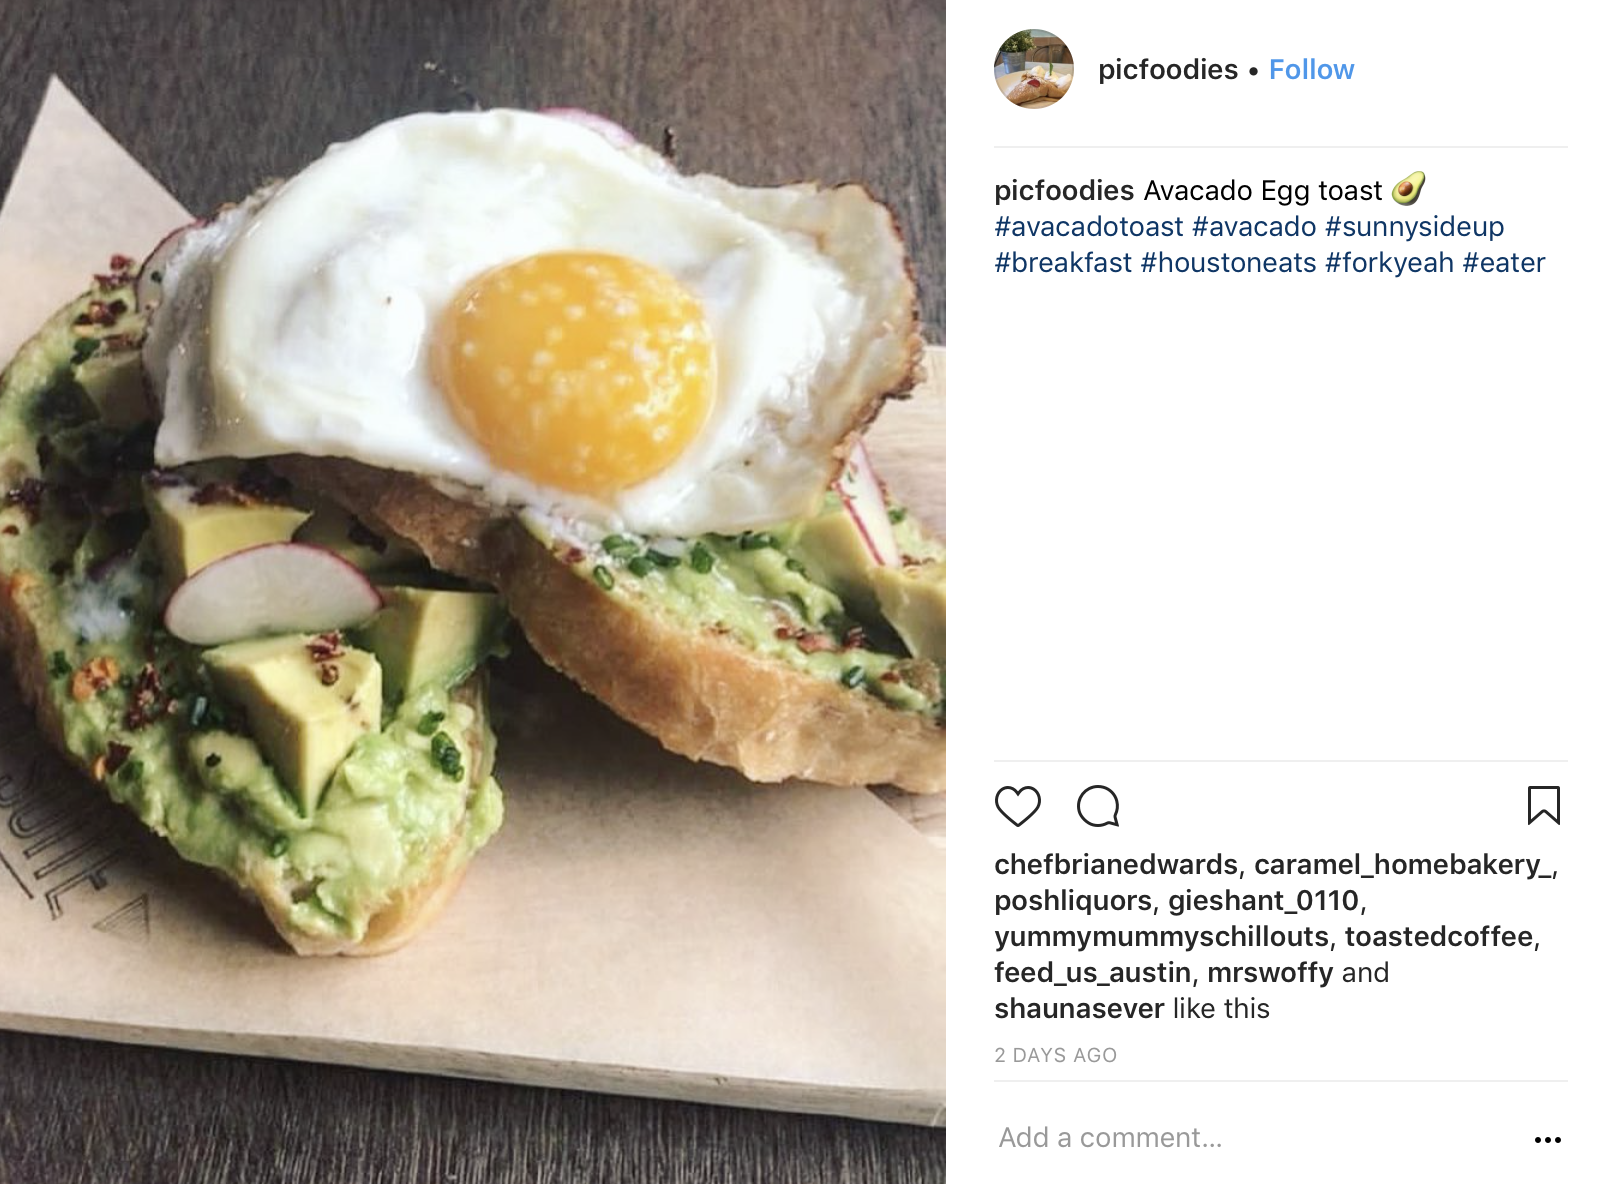 picfoodies • Follow
picfoodies Avacado Egg toast 🥑
#avacadotoast #avacado #sunnysideup
#breakfast #houstoneats #forkyeah #eater
chefbrianedwards, caramel_homebakery_,
poshliquors, gieshant_0110,
yummymummyschillouts, toastedcoffee,
feed_us_austin, mrswoffy and
shaunasever like this
2 DAYS AGO
Add a comment...